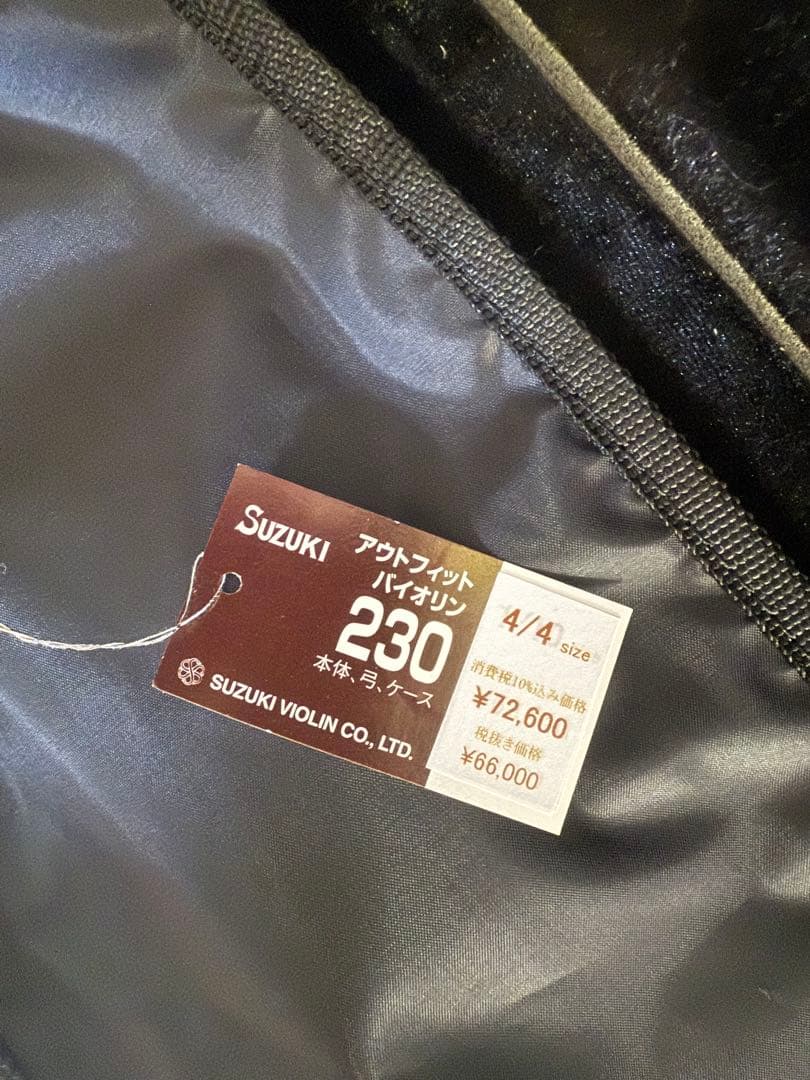 SUZUKI
アウトフィット
バイオリン
230
本体、弓、ケース
SUZUKI VIOLIN CO., LTD.
4/4 size
消費税10%込み価格
¥72,600
税抜き価格
¥66,000